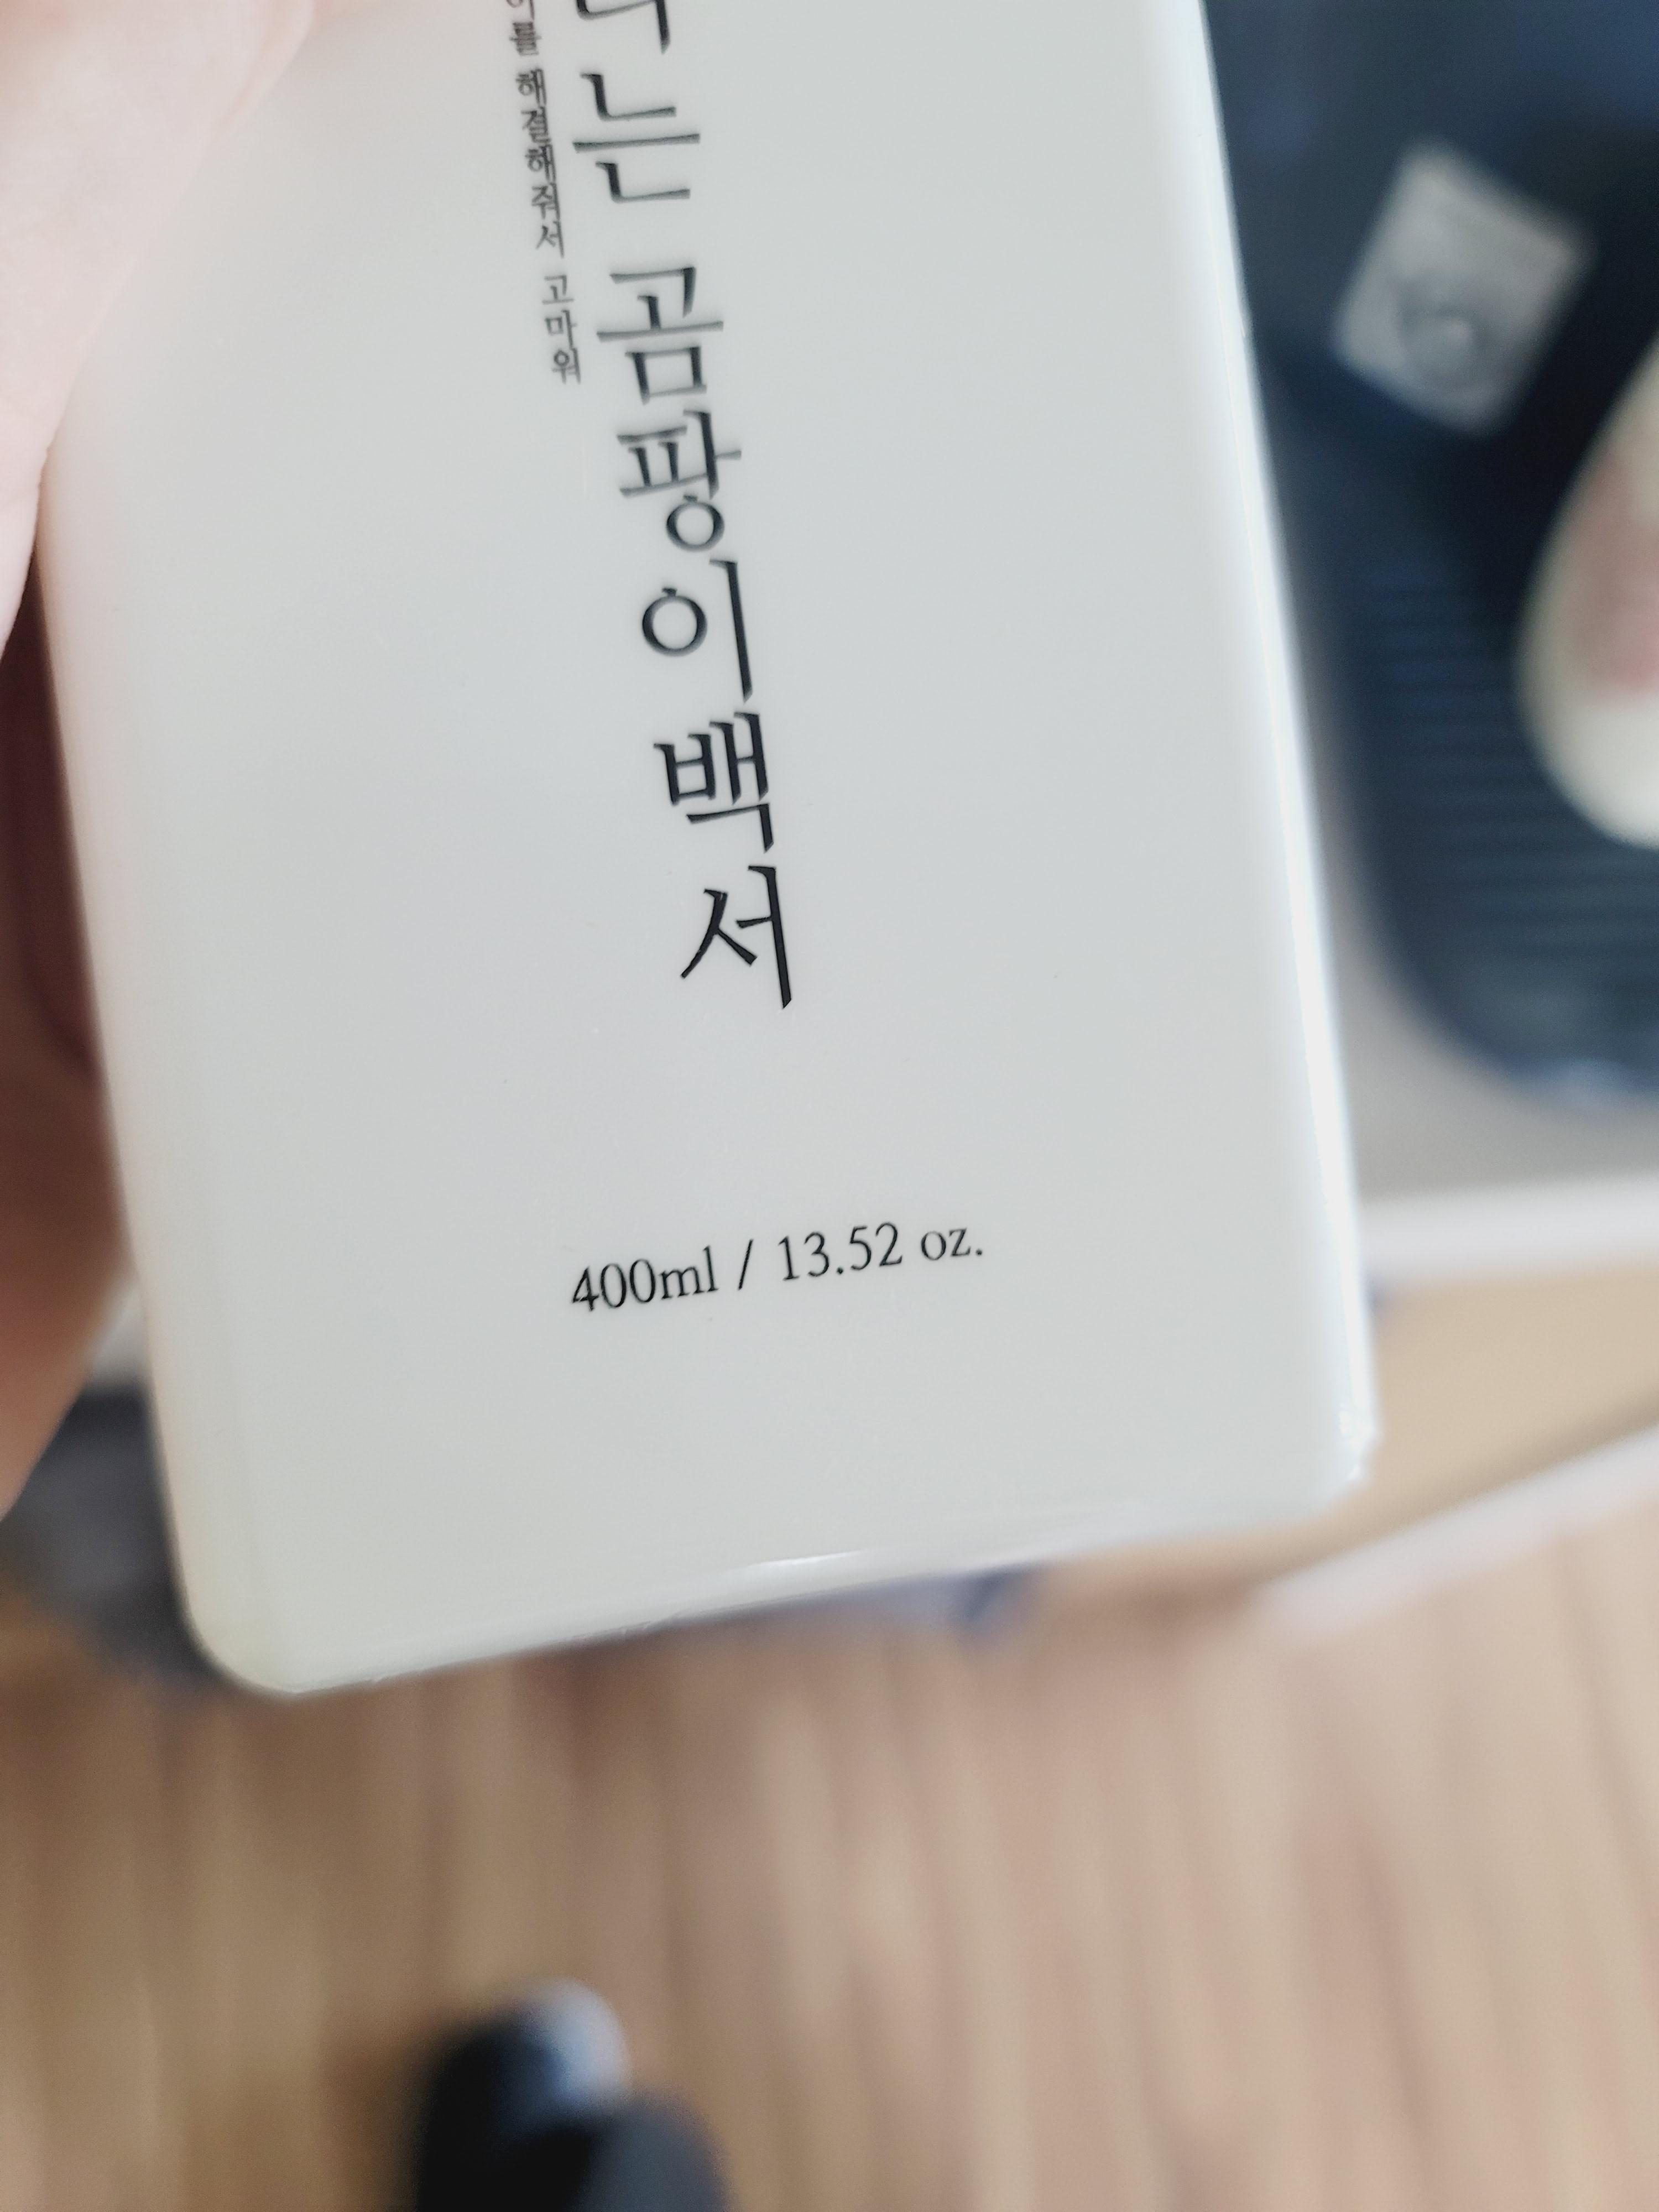 는 곰팡이 백서
를 해결해줘서 고마워
400ml / 13.52 oz.